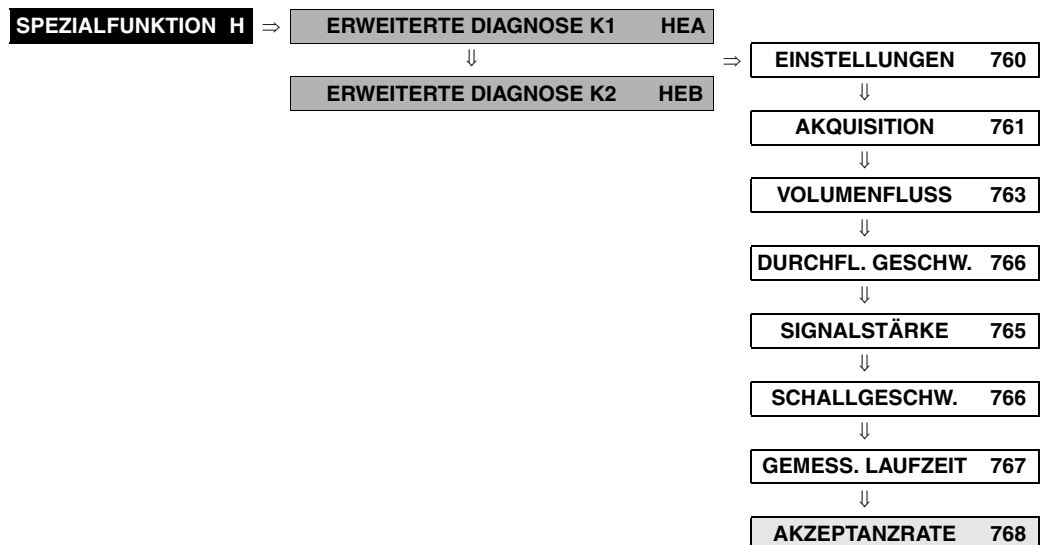 SPEZIALFUNKTION H ⇒ ERWEITERTE DIAGNOSE K1 HEA
⇓
⇒ EINSTELLUNGEN 760
ERWEITERTE DIAGNOSE K2 HEB
⇓
AKQUISITION 761
⇓
VOLUMENFLUSS 763
⇓
DURCHFL. GESCHW. 766
⇓
SIGNALSTÄRKE 765
⇓
SCHALLGESCHW. 766
⇓
GEMESS. LAUFZEIT 767
⇓
AKZEPTANZRATE 768